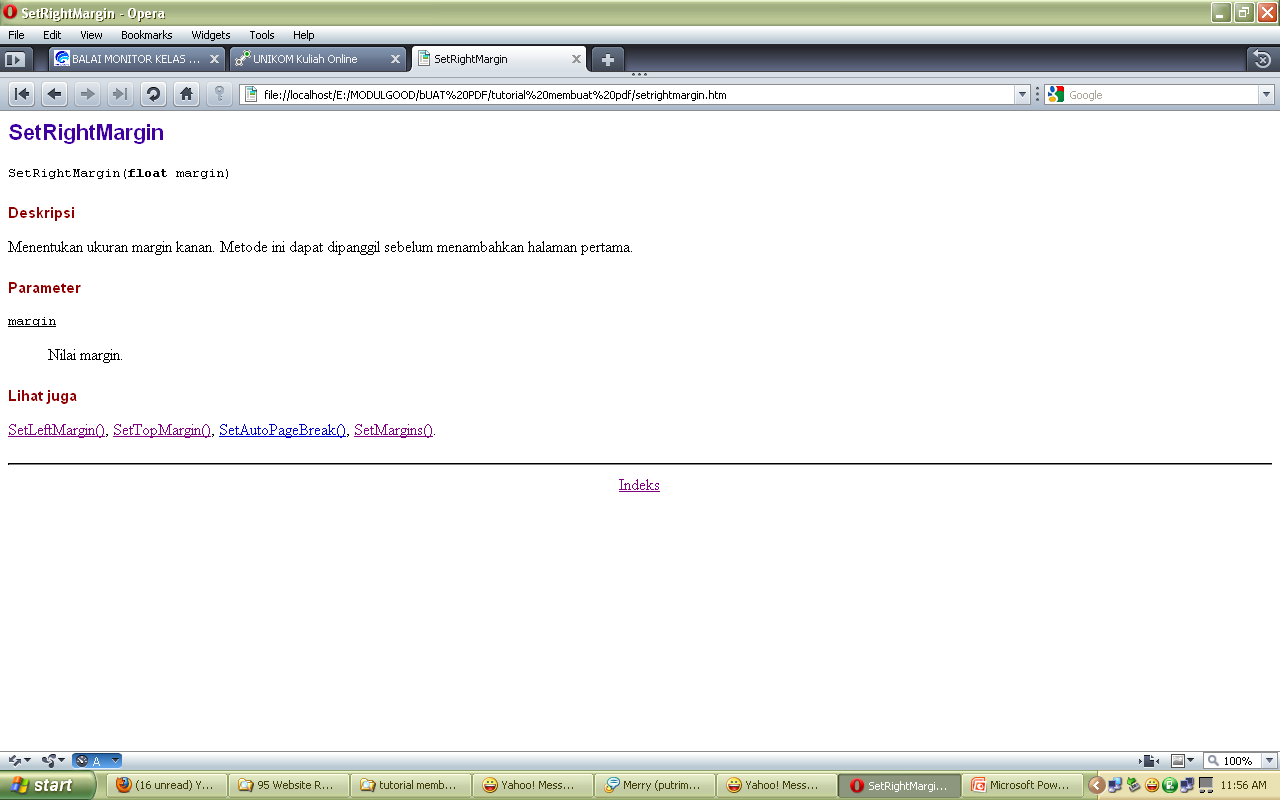 SetRightMargin - Opera
File Edit View Bookmarks Widgets Tools Help
BALAI MONITOR KELAS ... UNIKOM Kuliah Online SetRightMargin
file://localhost/E:/MODULGOOD/bUAT%20PDF/tutorial%20membuat%20pdf/setrightmargin.htm Google
SetRightMargin
SetRightMargin(float margin)
Deskripsi
Menentukan ukuran margin kanan. Metode ini dapat dipanggil sebelum menambahkan halaman pertama.
Parameter
margin
Nilai margin.
Lihat juga
SetLeftMargin(), SetTopMargin(), SetAutoPageBreak(), SetMargins().
Indeks
A 100%
start (16 unread) Y... 95 Website R... tutorial memb... Yahoo! Mess... Merry (putrim... Yahoo! Mess... SetRightMargi... Microsoft Pow... 11:56 AM